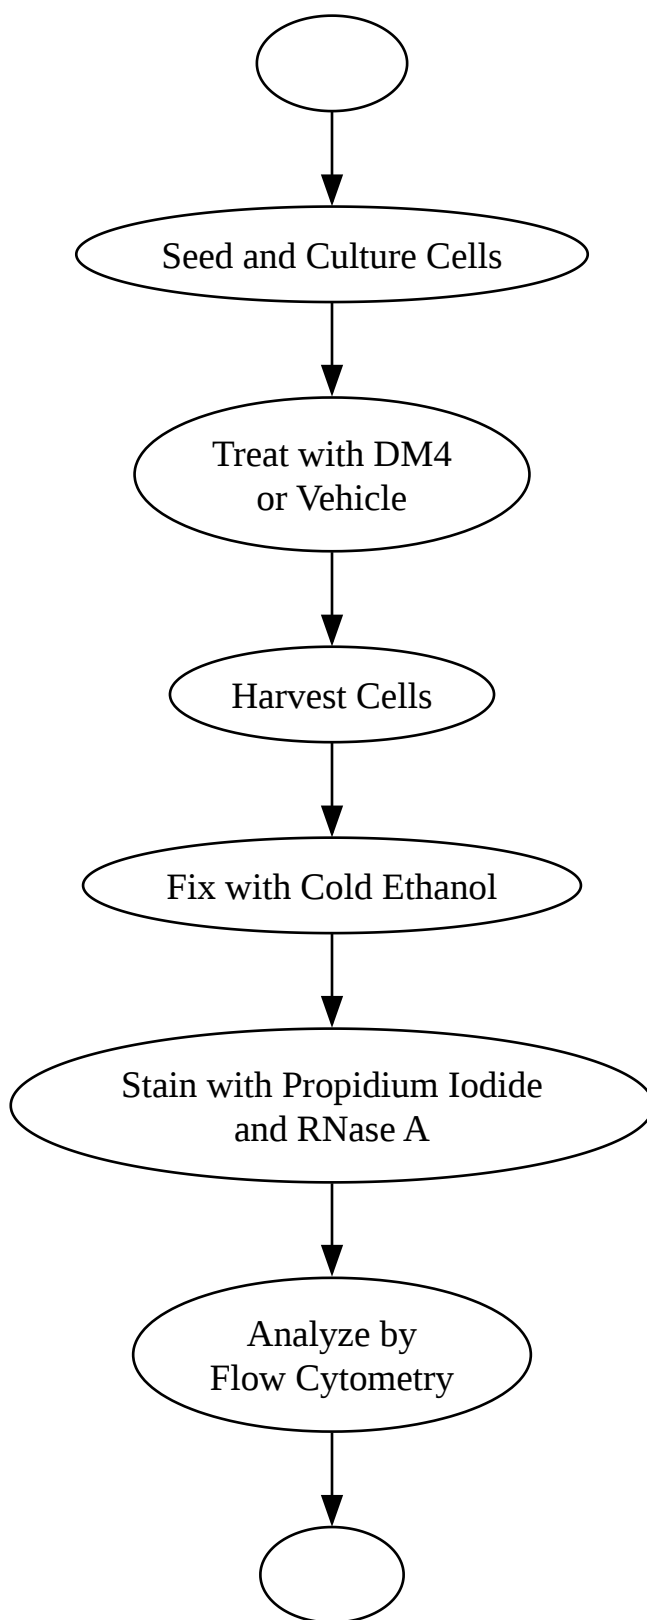 Seed and Culture Cells
Treat with DM4
or Vehicle
Harvest Cells
Fix with Cold Ethanol
Stain with Propidium Iodide
and RNase A
Analyze by
Flow Cytometry